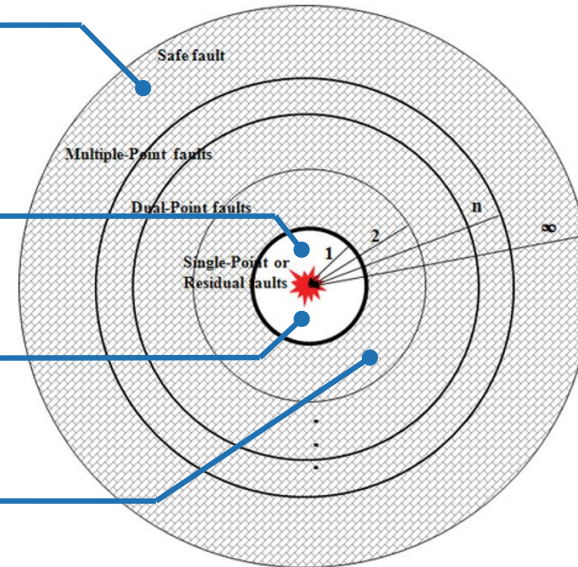 Safe fault
Multiple-Point faults
Dual-Point faults
Single-Point or
Residual faults
1
2
n
∞